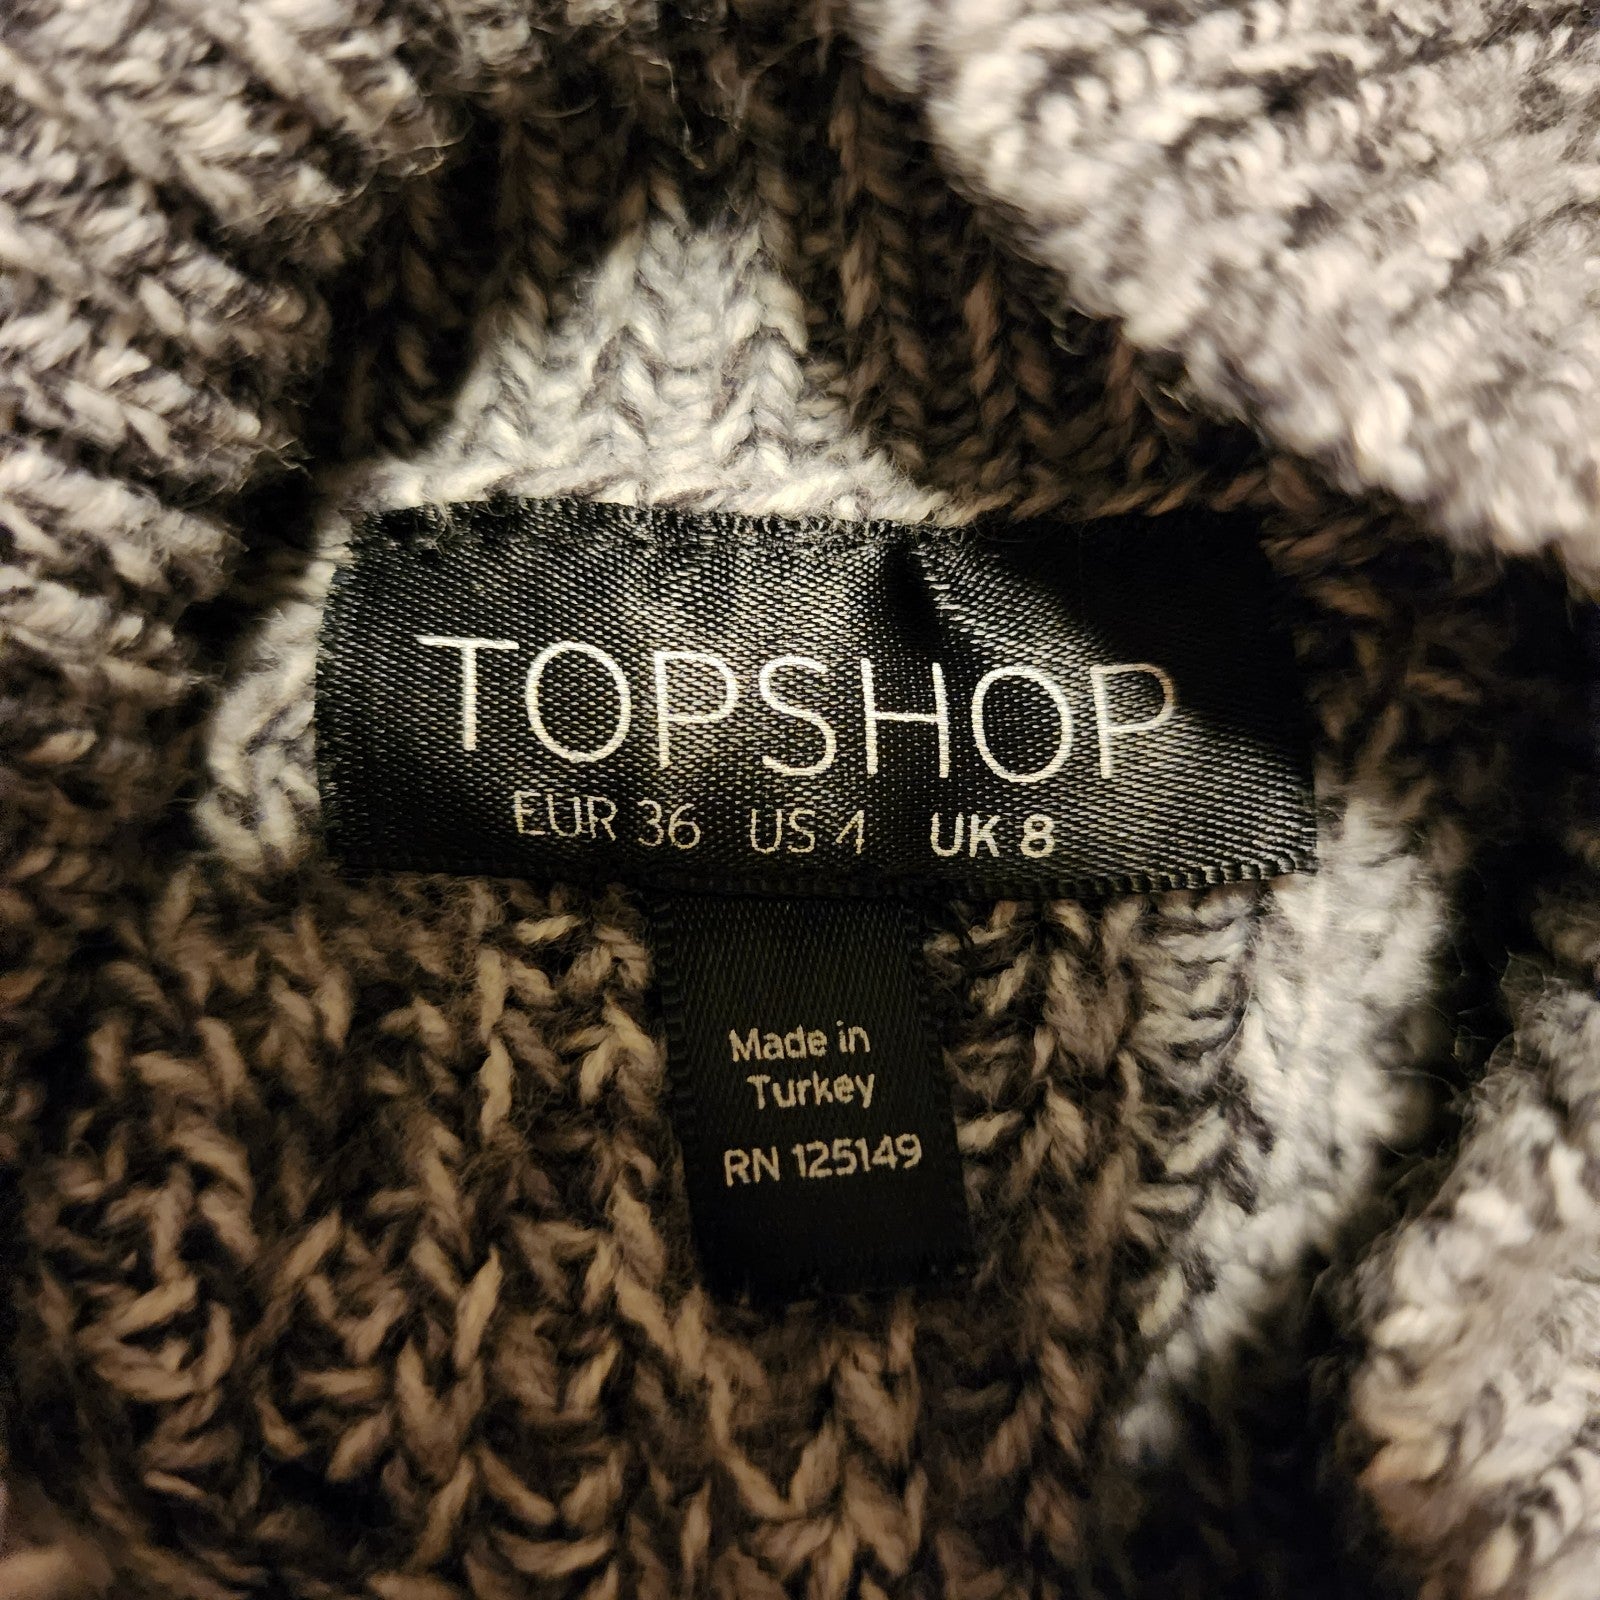 TOPSHOP
EUR 36 US 4 UK 8
Made in
Turkey
RN 125149